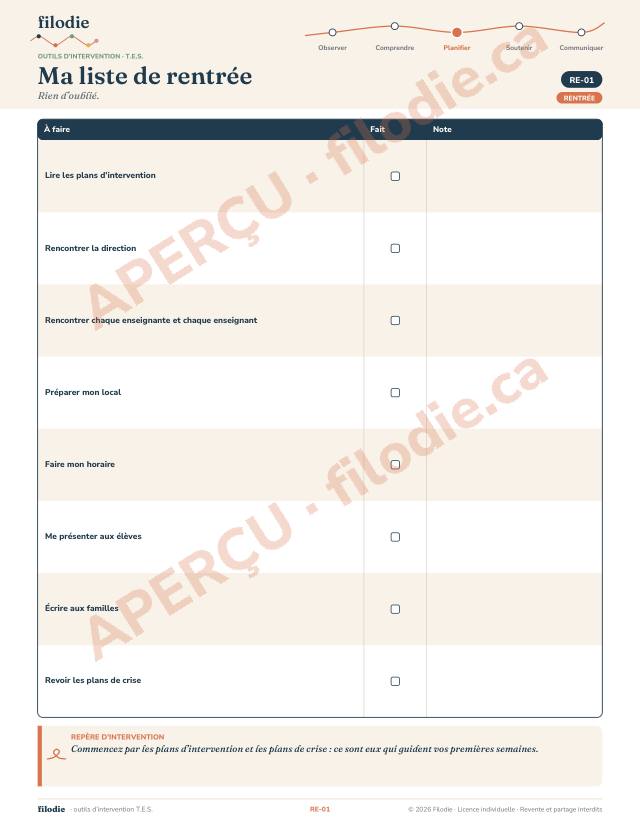 filodie
OUTILS D'INTERVENTION · T.E.S.
Observer
Comprendre
Planifier
Soutenir
Communiquer
Ma liste de rentrée
Rien d'oublié.
RE-01
RENTRÉE
À faire Fait Note
Lire les plans d'intervention
Rencontrer la direction
Rencontrer chaque enseignante et chaque enseignant
Préparer mon local
Faire mon horaire
Me présenter aux élèves
Écrire aux familles
Revoir les plans de crise
APERÇU · filodie.ca
APERÇU · filodie.ca
REPÈRE D'INTERVENTION
Commencez par les plans d'intervention et les plans de crise : ce sont eux qui guident vos premières semaines.
filodie · outils d'intervention T.E.S. RE-01 © 2026 Filodie · Licence individuelle · Revente et partage interdits